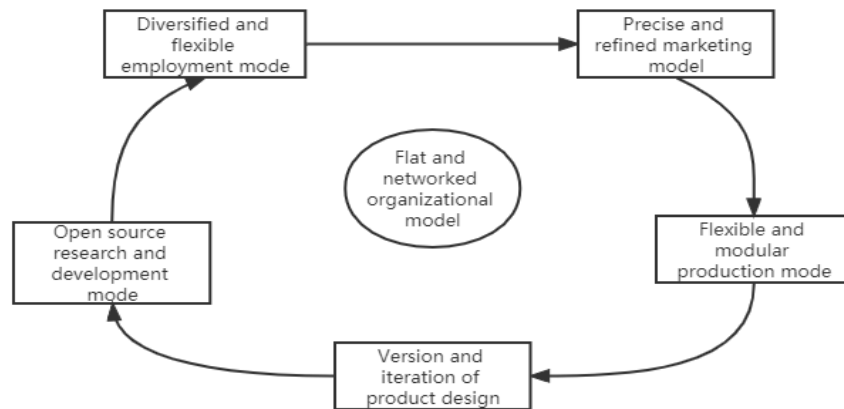 Diversified and
flexible
employment mode
Precise and
refined marketing
model
Flat and
networked
organizational
model
Open source
research and
development
mode
Flexible and
modular
production mode
Version and
iteration of
product design